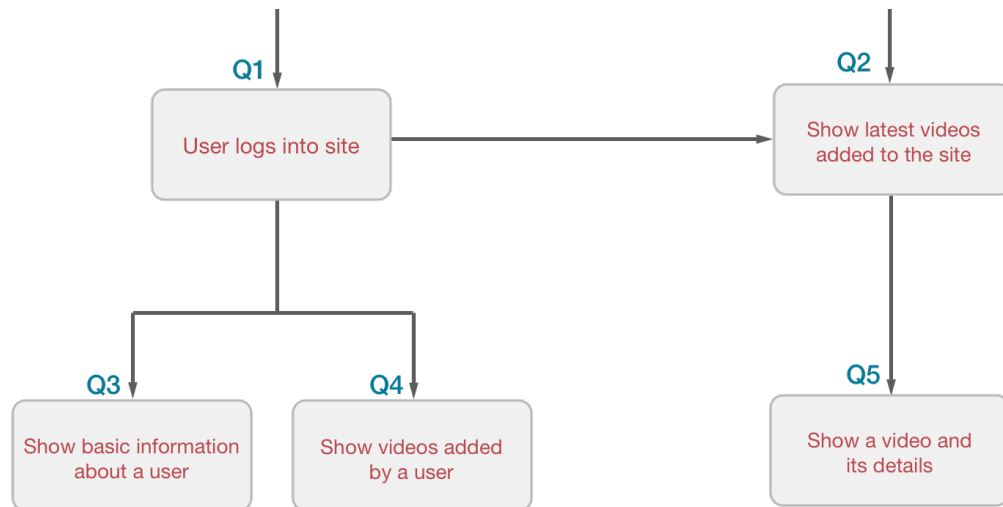 Q1
User logs into site
Q2
Show latest videos
added to the site
Q3
Show basic information
about a user
Q4
Show videos added
by a user
Q5
Show a video and
its details